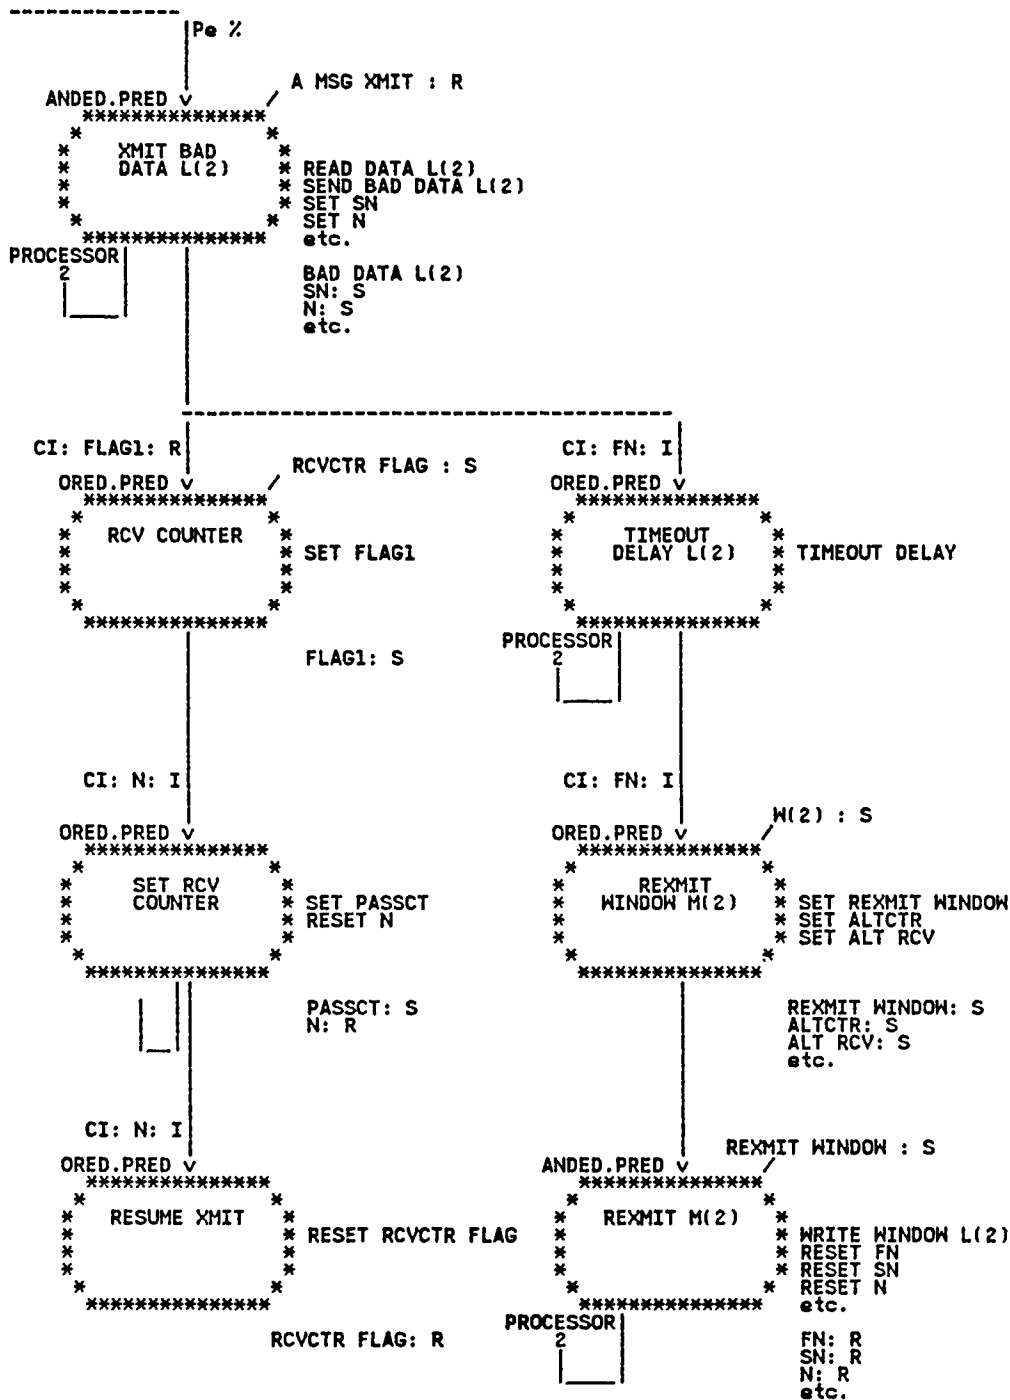 Pe %
A MSG XMIT : R
ANDED.PRED v
XMIT BAD
DATA L(2)
READ DATA L(2)
SEND BAD DATA L(2)
SET SN
SET N
etc.
PROCESSOR
2
BAD DATA L(2)
SN: S
N: S
etc.
CI: FLAG1: R
CI: FN: I
RCVCTR FLAG : S
ORED.PRED v
ORED.PRED v
RCV COUNTER
SET FLAG1
TIMEOUT
DELAY L(2)
TIMEOUT DELAY
FLAG1: S
PROCESSOR
2
CI: N: I
CI: FN: I
W(2) : S
ORED.PRED v
ORED.PRED v
SET RCV
COUNTER
SET PASSCT
RESET N
REXMIT
WINDOW M(2)
SET REXMIT WINDOW
SET ALTCTR
SET ALT RCV
PASSCT: S
N: R
REXMIT WINDOW: S
ALTCTR: S
ALT RCV: S
etc.
CI: N: I
REXMIT WINDOW : S
ORED.PRED v
ANDED.PRED v
RESUME XMIT
RESET RCVCTR FLAG
REXMIT M(2)
WRITE WINDOW L(2)
RESET FN
RESET SN
RESET N
etc.
RCVCTR FLAG: R
PROCESSOR
2
FN: R
SN: R
N: R
etc.